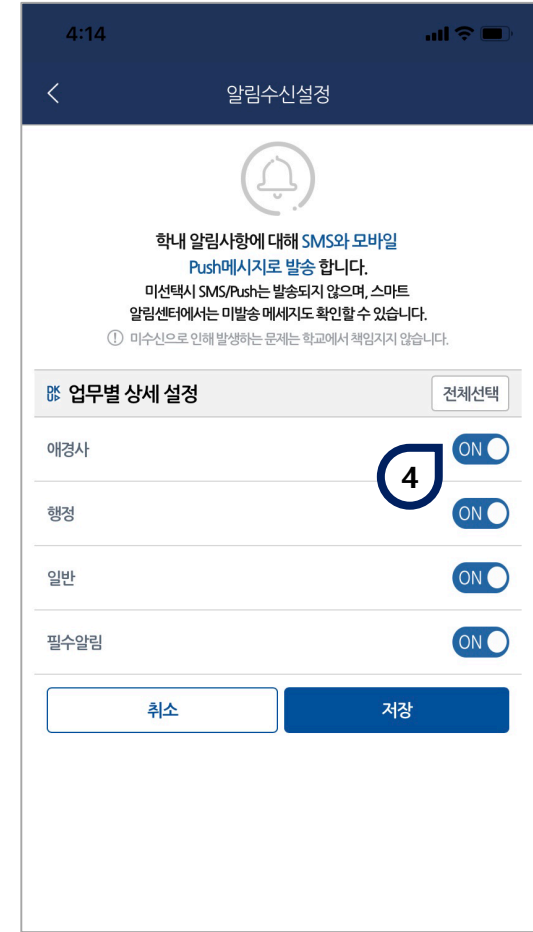 4:14
알림수신설정
학내 알림사항에 대해 SMS와 모바일
Push메시지로 발송 합니다.
미선택시 SMS/Push는 발송되지 않으며, 스마트
알림센터에서는 미발송 메세지도 확인할 수 있습니다.
미수신으로 인해 발생하는 문제는 학교에서 책임지지 않습니다.
DKU 업무별 상세 설정 전체선택
애경사 ON
4
행정 ON
일반 ON
필수알림 ON
취소 저장